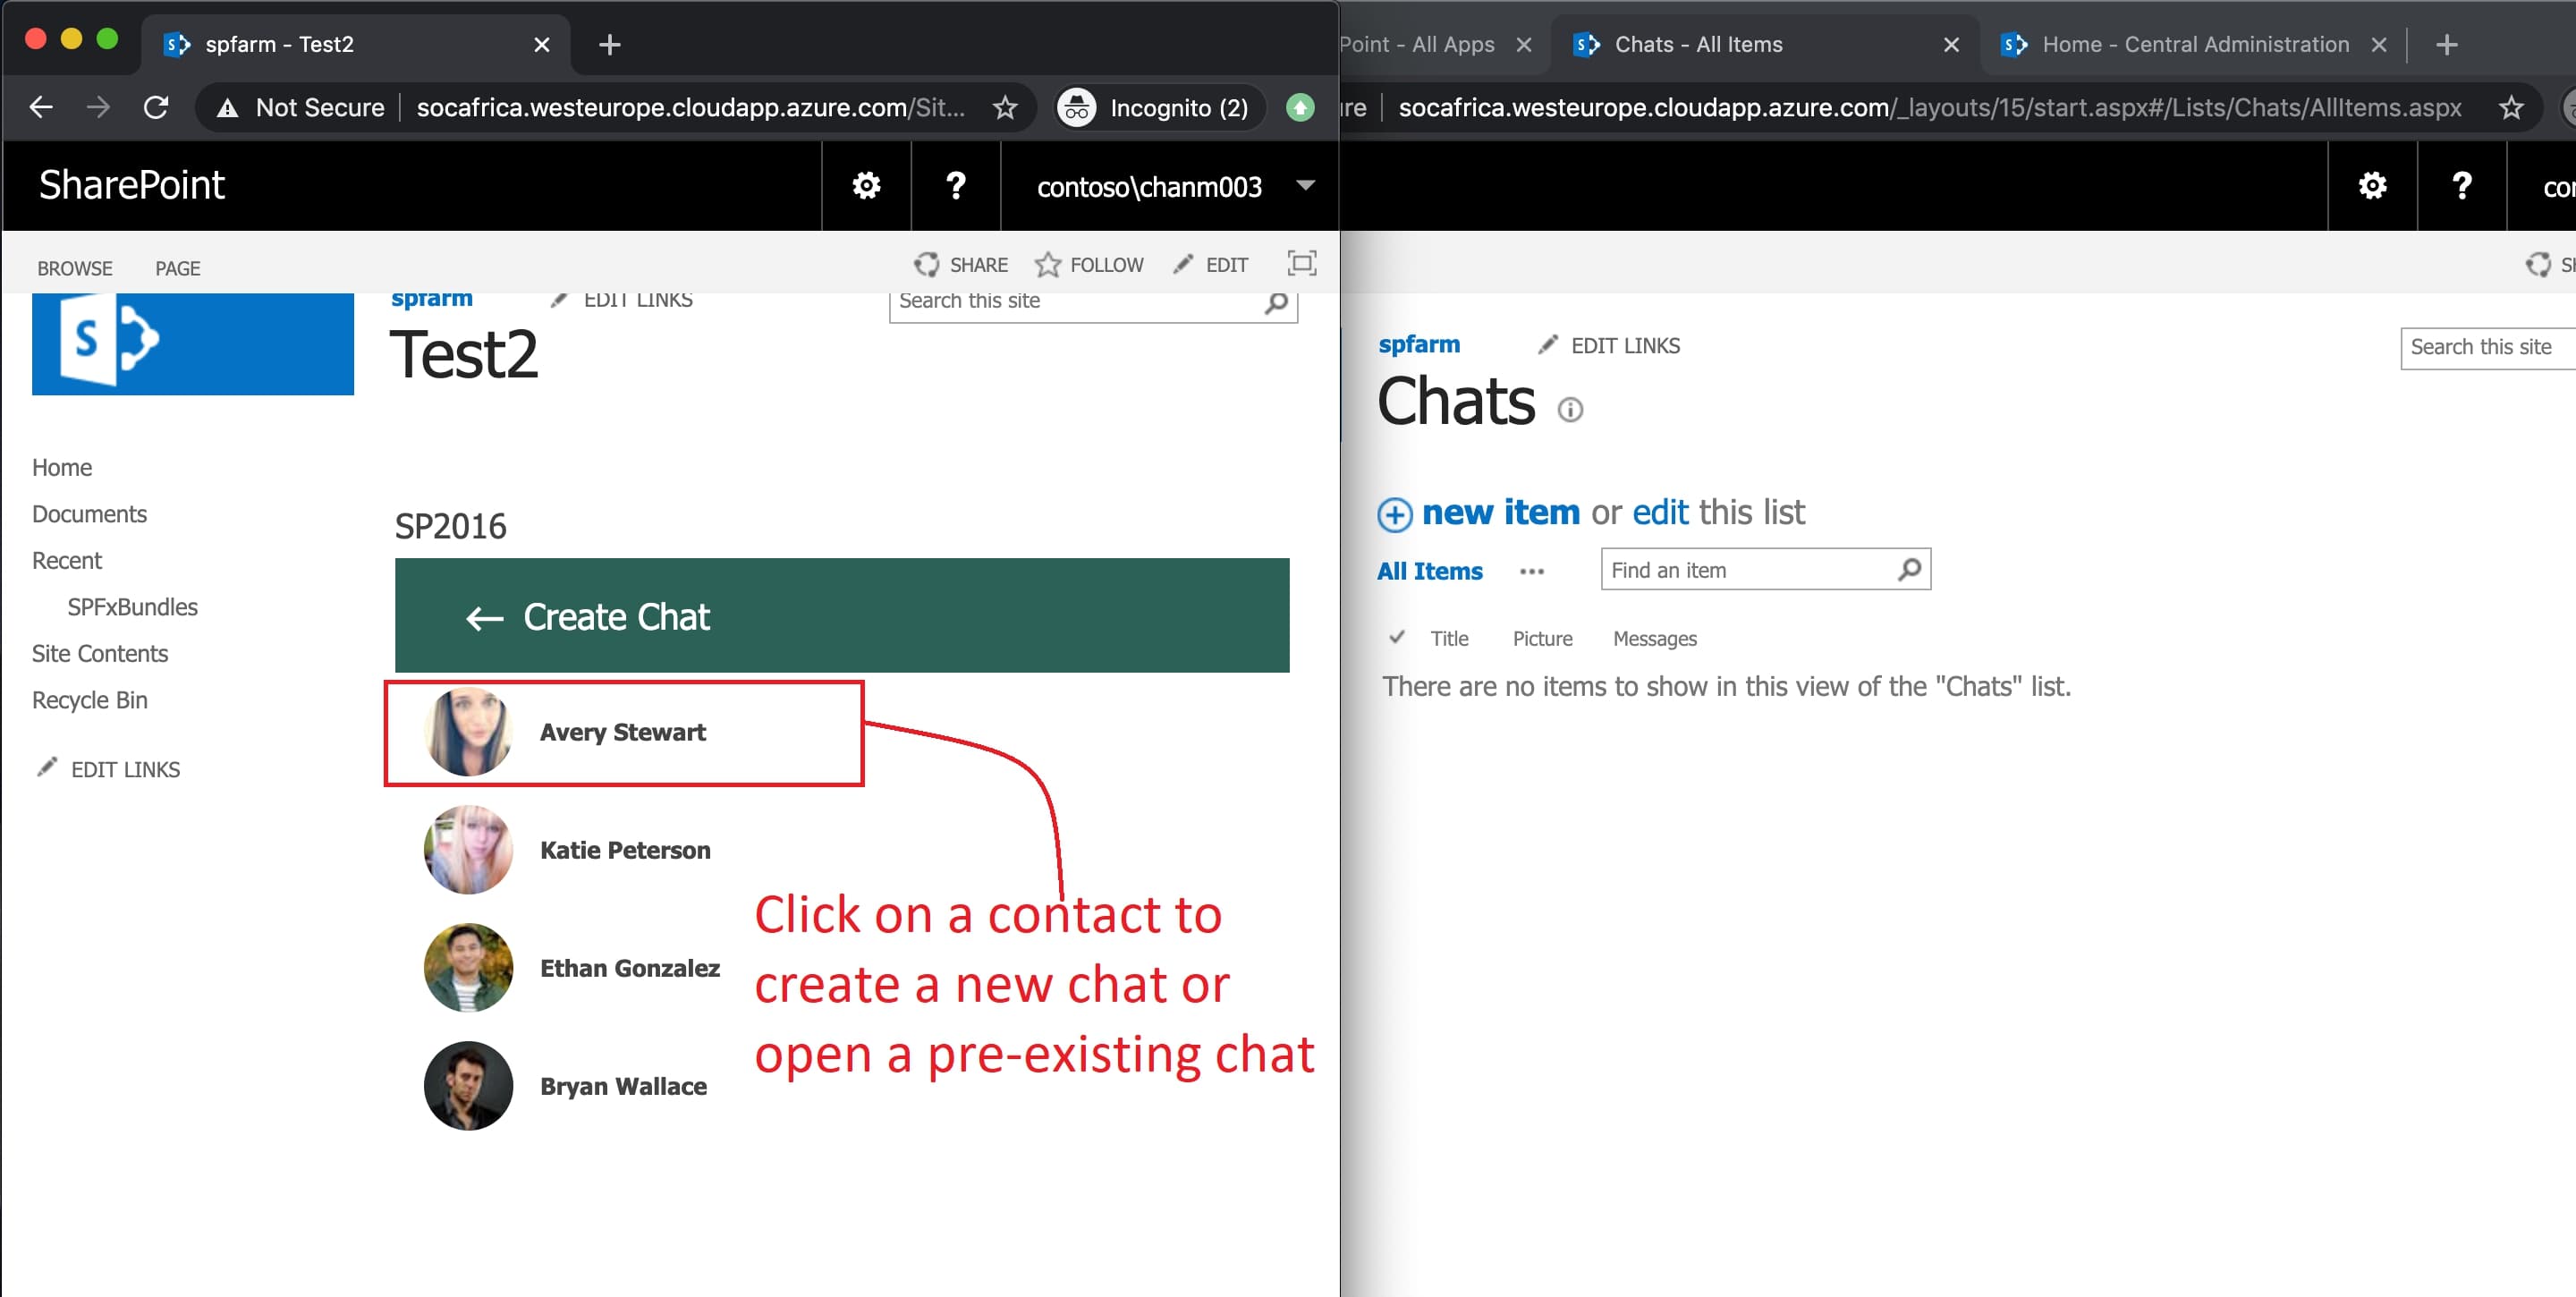 spfarm - Test2
Point - All Apps
Chats - All Items
Home - Central Administration
Not Secure
socafrica.westeurope.cloudapp.azure.com/Sit...
Incognito (2)
socafrica.westeurope.cloudapp.azure.com/_layouts/15/start.aspx#/Lists/Chats/AllItems.aspx
SharePoint
?
contoso\chanm003
?
BROWSE
PAGE
SHARE
FOLLOW
EDIT
S
spfarm
EDIT LINKS
Search this site
Test2
Home
Documents
Recent
SPFxBundles
Site Contents
Recycle Bin
EDIT LINKS
SP2016
← Create Chat
Avery Stewart
Katie Peterson
Ethan Gonzalez
Bryan Wallace
Click on a contact to
create a new chat or
open a pre-existing chat
spfarm
EDIT LINKS
Search this site
Chats
new item or edit this list
All Items
...
Find an item
Title
Picture
Messages
There are no items to show in this view of the "Chats" list.